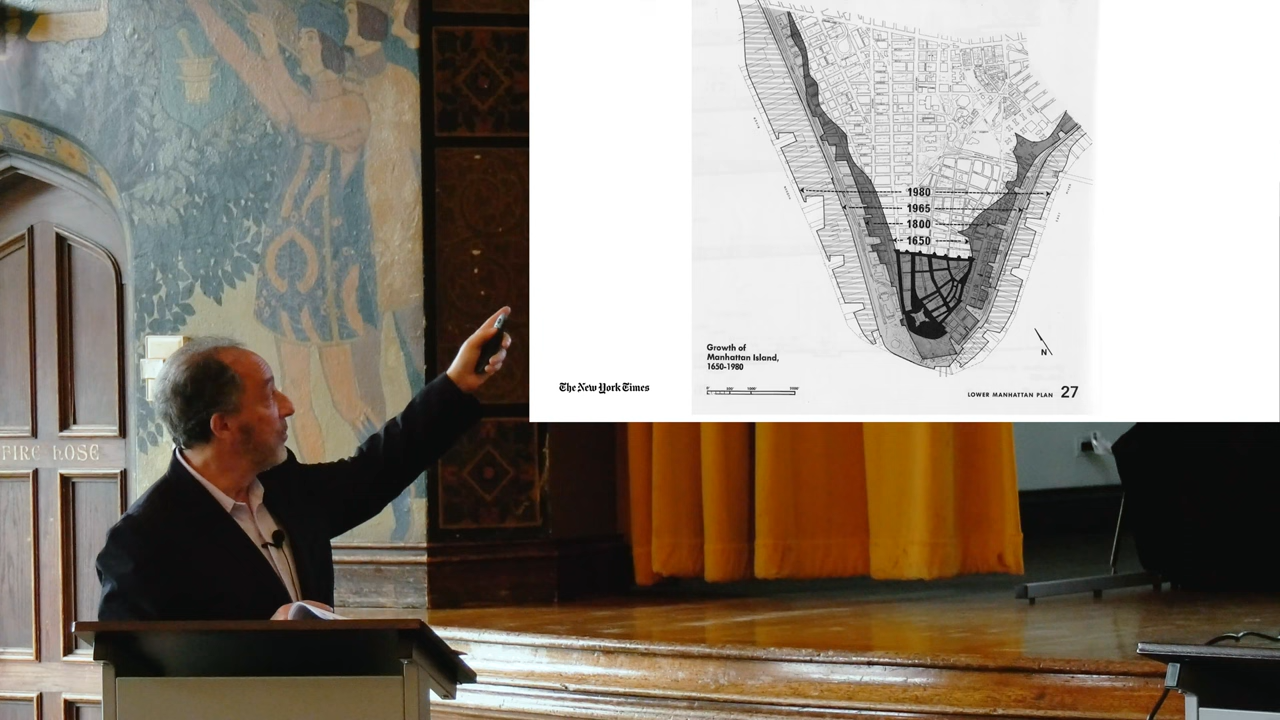 FIRE HOSE
1980
1965
1800
1650
Growth of
Manhattan Island,
1650-1980
N
The New York Times
LOWER MANHATTAN PLAN 27